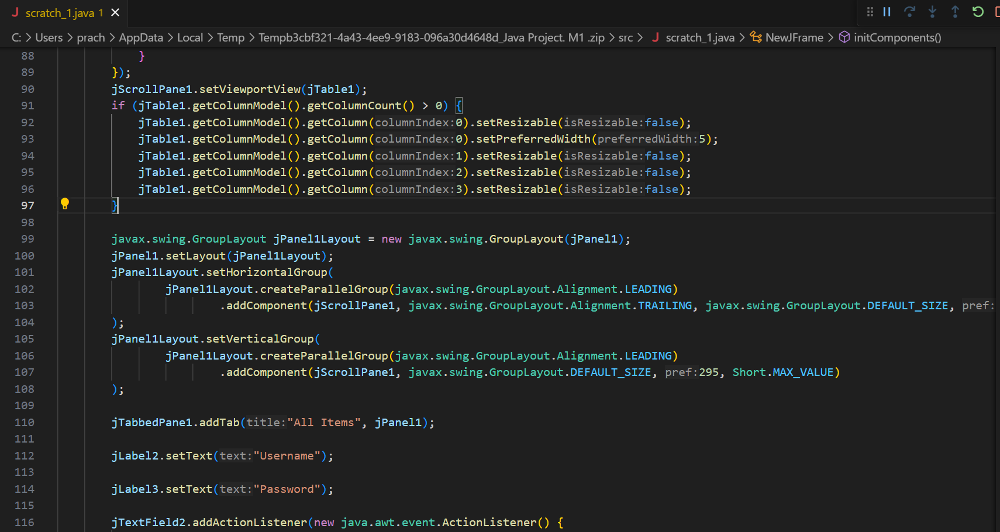 J scratch_1.java 1 ×
C: > Users > prach > AppData > Local > Temp > Tempb3cbf321-4a43-4ee9-9183-096a30d4648d_Java Project. M1 .zip > src > J scratch_1.java > NewJFrame > initComponents()
88 }
89 });
90 jScrollPane1.setViewportView(jTable1);
91 if (jTable1.getColumnModel().getColumnCount() > 0) {
92 jTable1.getColumnModel().getColumn(columnIndex:0).setResizable(isResizable:false);
93 jTable1.getColumnModel().getColumn(columnIndex:0).setPreferredWidth(preferredWidth:5);
94 jTable1.getColumnModel().getColumn(columnIndex:1).setResizable(isResizable:false);
95 jTable1.getColumnModel().getColumn(columnIndex:2).setResizable(isResizable:false);
96 jTable1.getColumnModel().getColumn(columnIndex:3).setResizable(isResizable:false);
97 }
98
99 javax.swing.GroupLayout jPanel1Layout = new javax.swing.GroupLayout(jPanel1);
100 jPanel1.setLayout(jPanel1Layout);
101 jPanel1Layout.setHorizontalGroup(
102 jPanel1Layout.createParallelGroup(javax.swing.GroupLayout.Alignment.LEADING)
103 .addComponent(jScrollPane1, javax.swing.GroupLayout.Alignment.TRAILING, javax.swing.GroupLayout.DEFAULT_SIZE, pref:
104 );
105 jPanel1Layout.setVerticalGroup(
106 jPanel1Layout.createParallelGroup(javax.swing.GroupLayout.Alignment.LEADING)
107 .addComponent(jScrollPane1, javax.swing.GroupLayout.DEFAULT_SIZE, pref:295, Short.MAX_VALUE)
108 );
109
110 jTabbedPane1.addTab(title:"All Items", jPanel1);
111
112 jLabel2.setText(text:"Username");
113
114 jLabel3.setText(text:"Password");
115
116 jTextField2.addActionListener(new java.awt.event.ActionListener() {